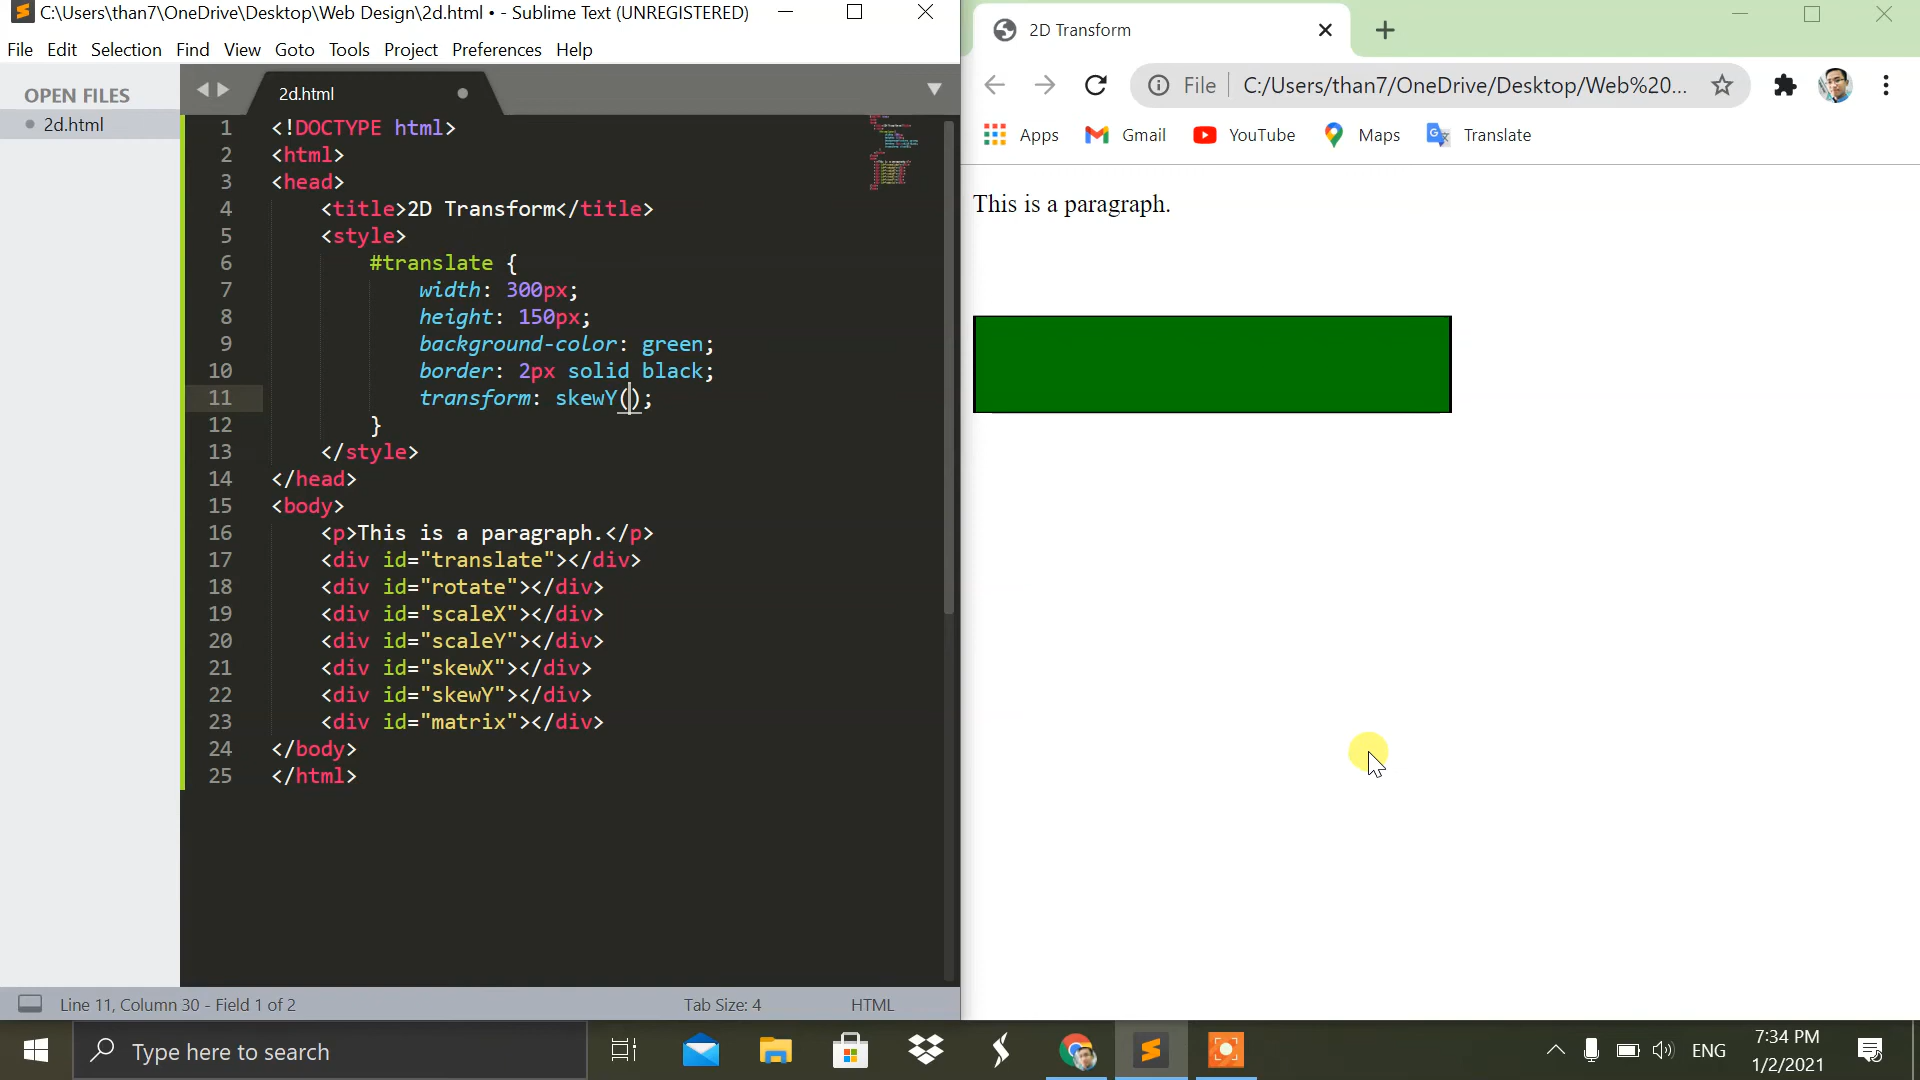 C:\Users\than7\OneDrive\Desktop\Web Design\2d.html • - Sublime Text (UNREGISTERED)
File Edit Selection Find View Goto Tools Project Preferences Help
OPEN FILES
2d.html
2d.html
1 <!DOCTYPE html>
2 <html>
3 <head>
4 <title>2D Transform</title>
5 <style>
6 #translate {
7 width: 300px;
8 height: 150px;
9 background-color: green;
10 border: 2px solid black;
11 transform: skewY();
12 }
13 </style>
14 </head>
15 <body>
16 <p>This is a paragraph.</p>
17 <div id="translate"></div>
18 <div id="rotate"></div>
19 <div id="scaleX"></div>
20 <div id="scaleY"></div>
21 <div id="skewX"></div>
22 <div id="skewY"></div>
23 <div id="matrix"></div>
24 </body>
25 </html>
Line 11, Column 30 - Field 1 of 2 Tab Size: 4 HTML
2D Transform
File C:/Users/than7/OneDrive/Desktop/Web%20...
Apps Gmail YouTube Maps Translate
This is a paragraph.
Type here to search
ENG
7:34 PM
1/2/2021